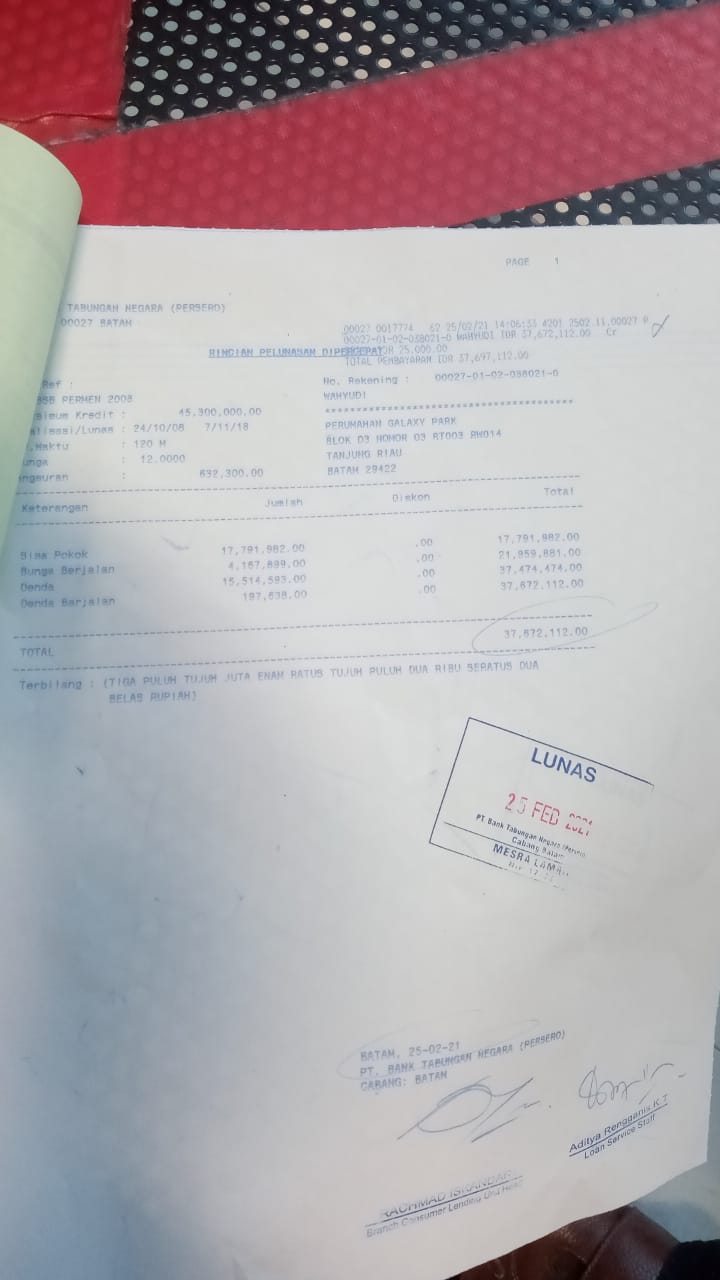 PAGE 1
TABUNGAN NEGARA (PERSERO)
00027 BATAM
00027 0017774 62 25/02/21 14:06:33 4201 2502 11,00027 P
00027-01-02-038021-0 WAHYUDI IDR 37,672,112.00 Cr
RINCIAN PELUNASAN DIPERCEPAT
IDR 25,000.00
TOTAL PEMBAYARAN IDR 37,697,112.00
Ref :
No. Rekening : 00027-01-02-038021-0
PERMEN 2008
WAHYUDI
simum Kredit : 45,300,000.00
****************************************
alisasi/Lunas : 24/10/08 7/11/18
PERUMAHAN GALAXY PARK
.Waktu : 120 M
BLOK D3 NOMOR 03 RT003 RW014
unga : 12.0000
TANJUNG RIAU
ngsuran : 632,300.00
BATAM 29422
Keterangan Jumlah Diskon Total
Sisa Pokok 17,791,982.00 .00 17,791,982.00
Bunga Berjalan 4,167,899.00 .00 21,959,881.00
Denda 15,514,593.00 .00 37,474,474.00
Denda Berjalan 197,638.00 .00 37,672,112.00
TOTAL 37,672,112.00
Terbilang : (TIGA PULUH TUJUH JUTA ENAM RATUS TUJUH PULUH DUA RIBU SERATUS DUA
BELAS RUPIAH)
LUNAS
25 FEB 2021
PT Bank Tabungan Negara (Persero)
Cabang Batam
BATAM, 25-02-21
PT. BANK TABUNGAN NEGARA (PERSERO)
CABANG: BATAM
Aditya Rengganis K.T
Loan Service Staff
RACHMAD ISKANDAR
Branch Consumer Lending Unit Head